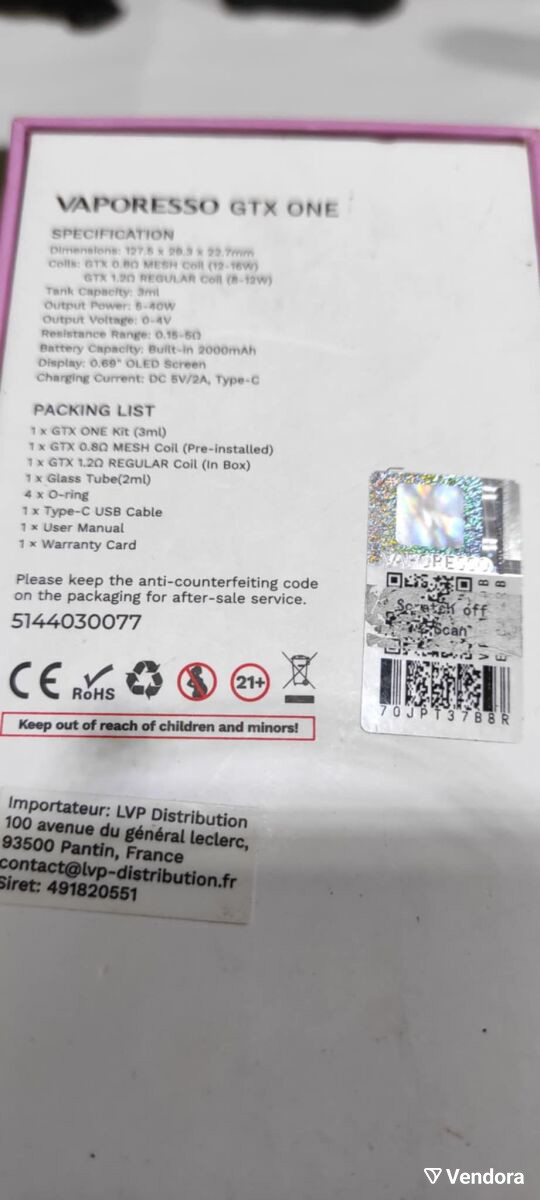 VAPORESSO GTX ONE
SPECIFICATION
Dimensions: 127.5 x 26.3 x 22.7mm
Coils: GTX 0.8Ω MESH Coil (12-16W)
GTX 1.2Ω REGULAR Coil (8-12W)
Tank Capacity: 3ml
Output Power: 5-40W
Output Voltage: 0-4V
Resistance Range: 0.15-5Ω
Battery Capacity: Built-in 2000mAh
Display: 0.69" OLED Screen
Charging Current: DC 5V/2A, Type-C
PACKING LIST
1 x GTX ONE Kit (3ml)
1 x GTX 0.8Ω MESH Coil (Pre-installed)
1 x GTX 1.2Ω REGULAR Coil (In Box)
1 x Glass Tube(2ml)
4 x O-ring
1 x Type-C USB Cable
1 × User Manual
1 × Warranty Card
Please keep the anti-counterfeiting code
on the packaging for after-sale service.
5144030077
VAPORESSO
Scratch off
Scan
70JPT37B8R
CE
RoHS
21+
Keep out of reach of children and minors!
Importateur: LVP Distribution
100 avenue du général leclerc,
93500 Pantin, France
contact@lvp-distribution.fr
Siret: 491820551
Vendora